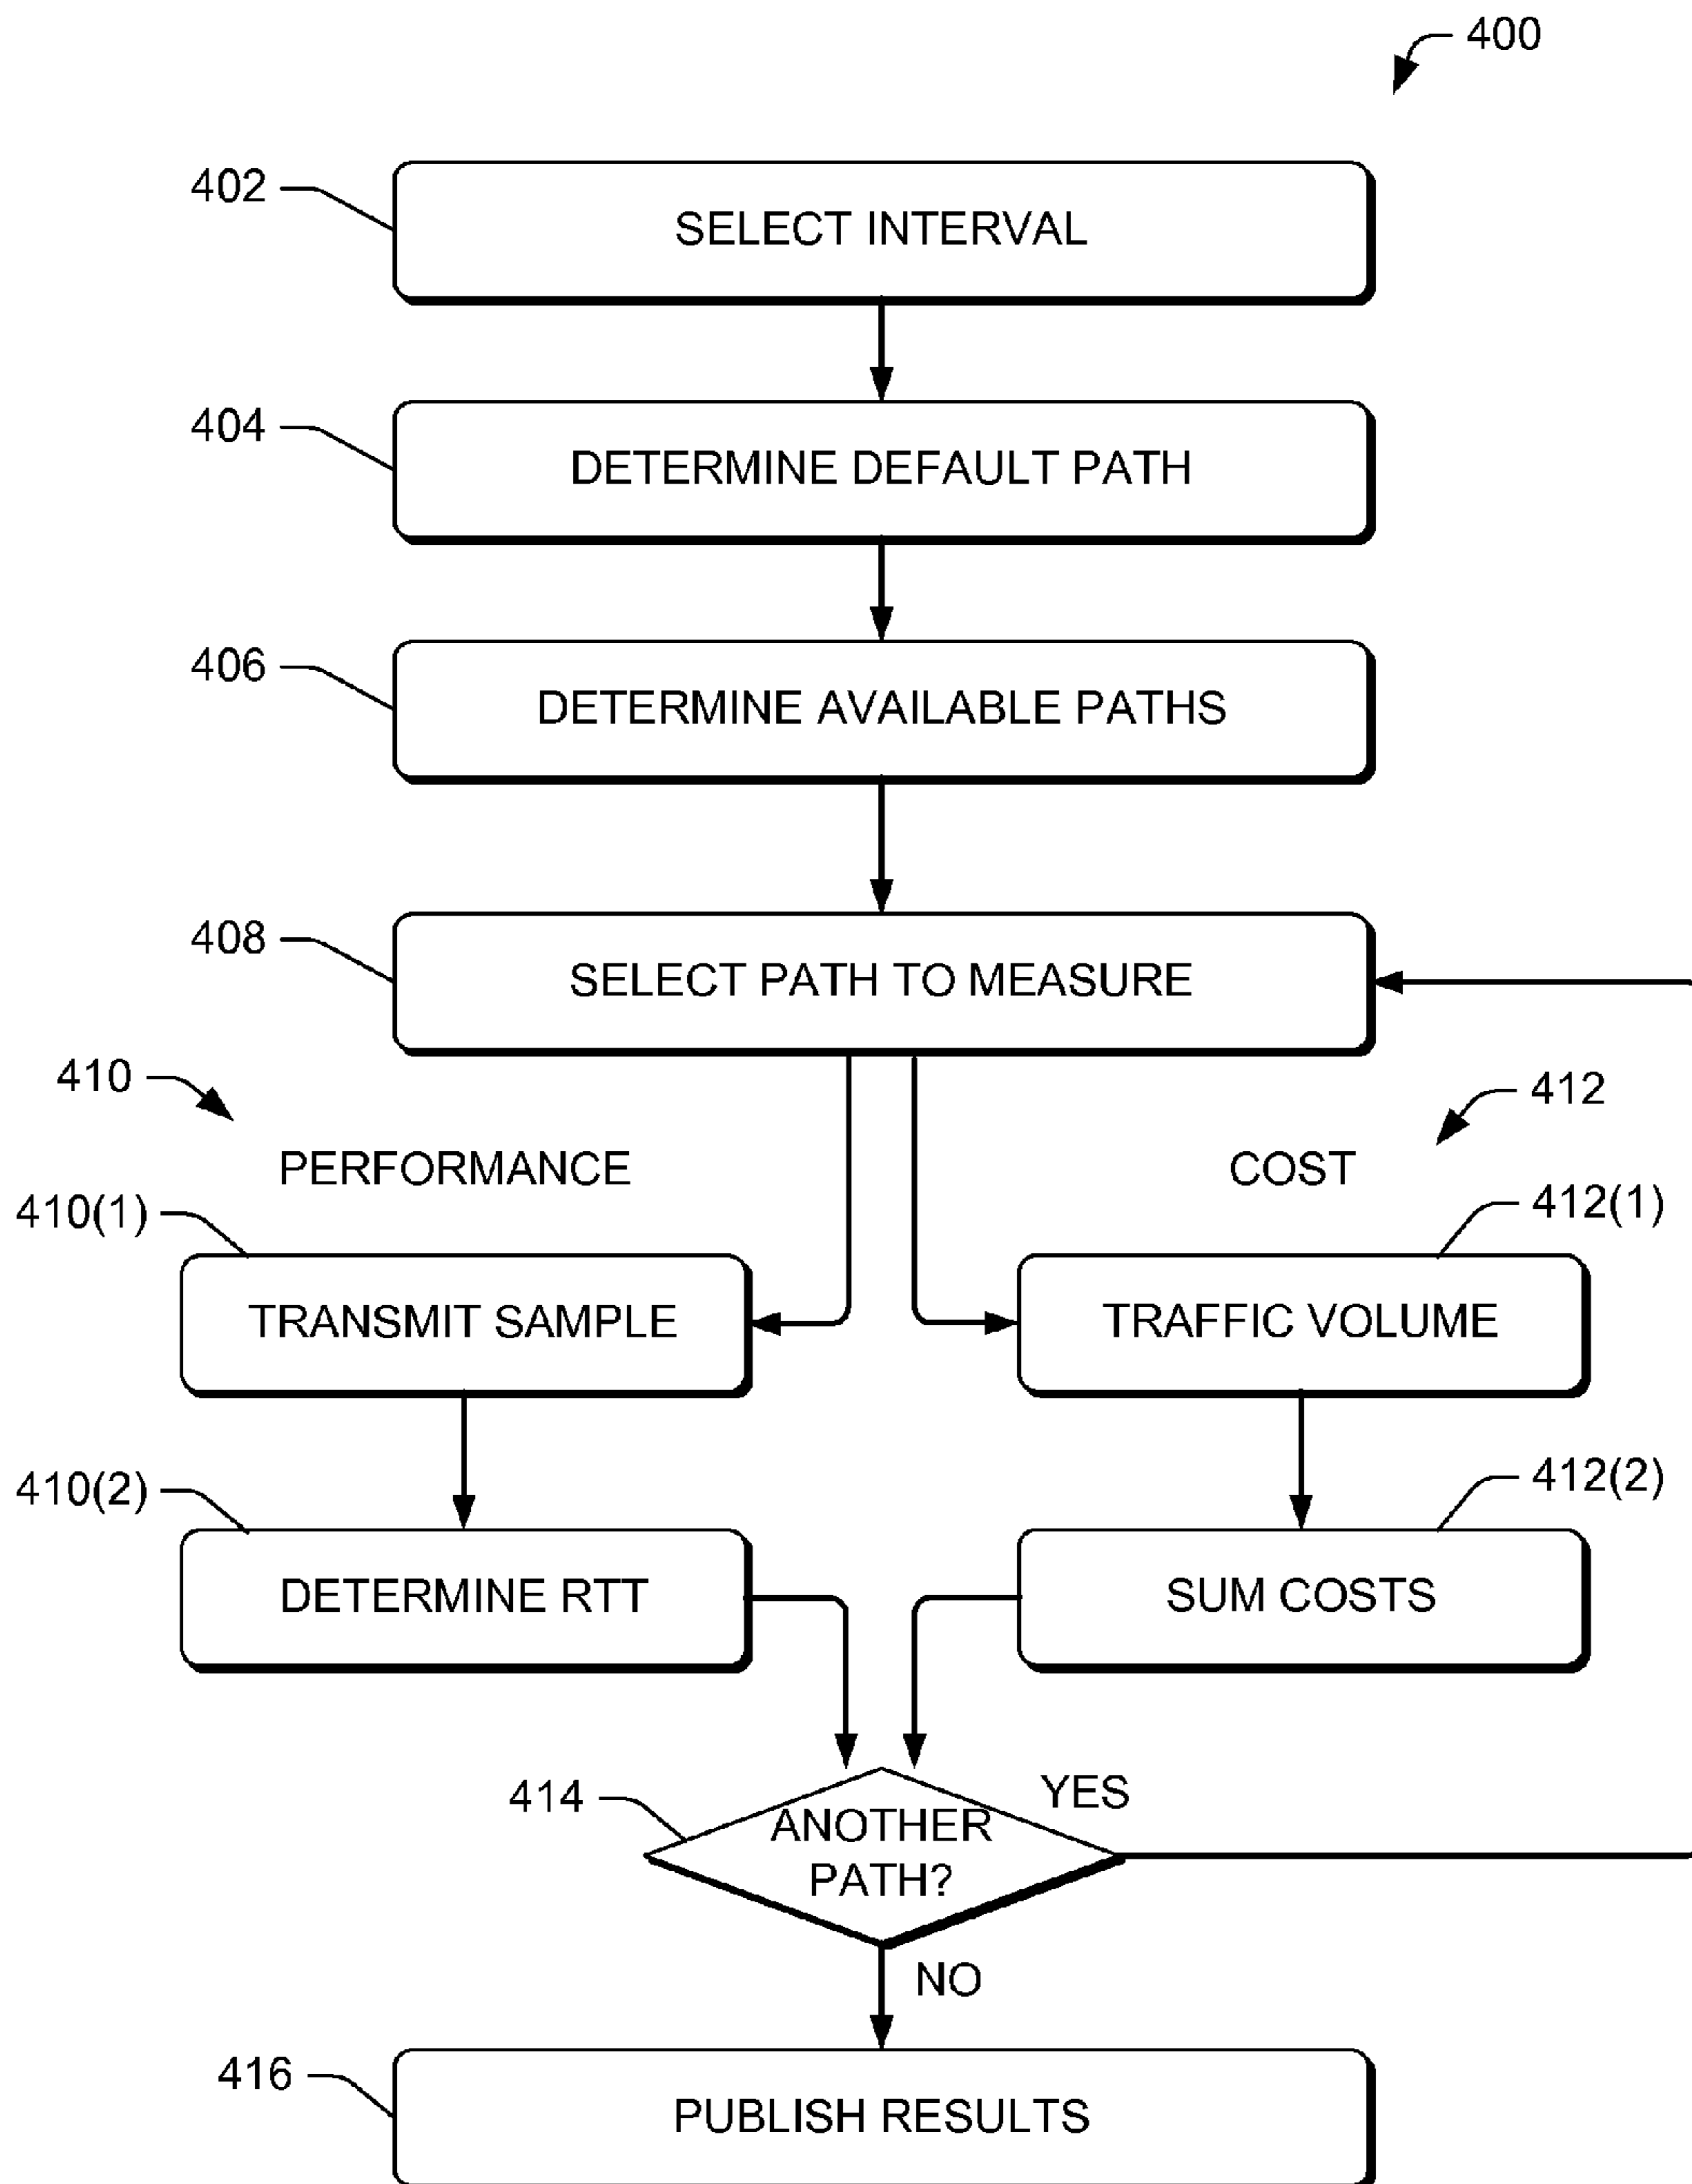 400
402
SELECT INTERVAL
404
DETERMINE DEFAULT PATH
406
DETERMINE AVAILABLE PATHS
408
SELECT PATH TO MEASURE
410
412
PERFORMANCE
COST
410(1)
412(1)
TRANSMIT SAMPLE
TRAFFIC VOLUME
410(2)
412(2)
DETERMINE RTT
SUM COSTS
414
YES
ANOTHER
PATH?
NO
416
PUBLISH RESULTS